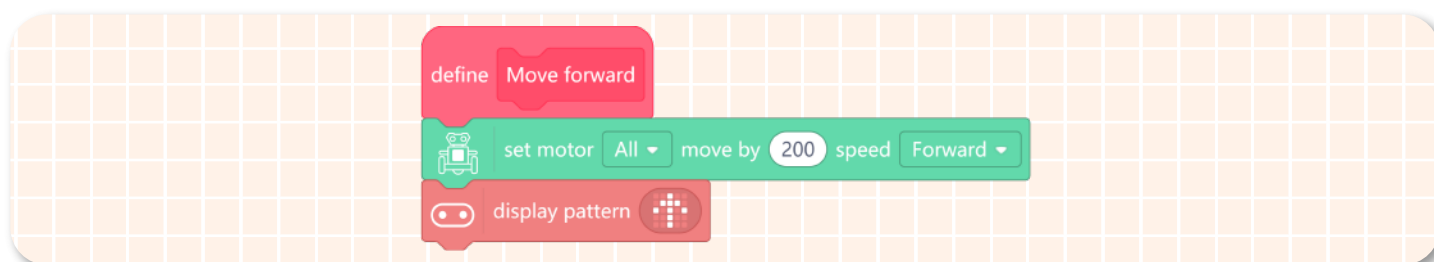 define Move forward
set motor All move by 200 speed Forward
display pattern